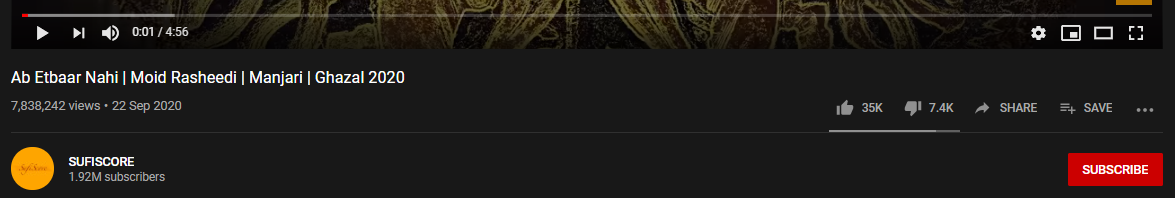 0:01 / 4:56
Ab Etbaar Nahi | Moid Rasheedi | Manjari | Ghazal 2020
7,838,242 views • 22 Sep 2020
35K 7.4K SHARE SAVE
SufiScore
SUFISCORE
1.92M subscribers
SUBSCRIBE